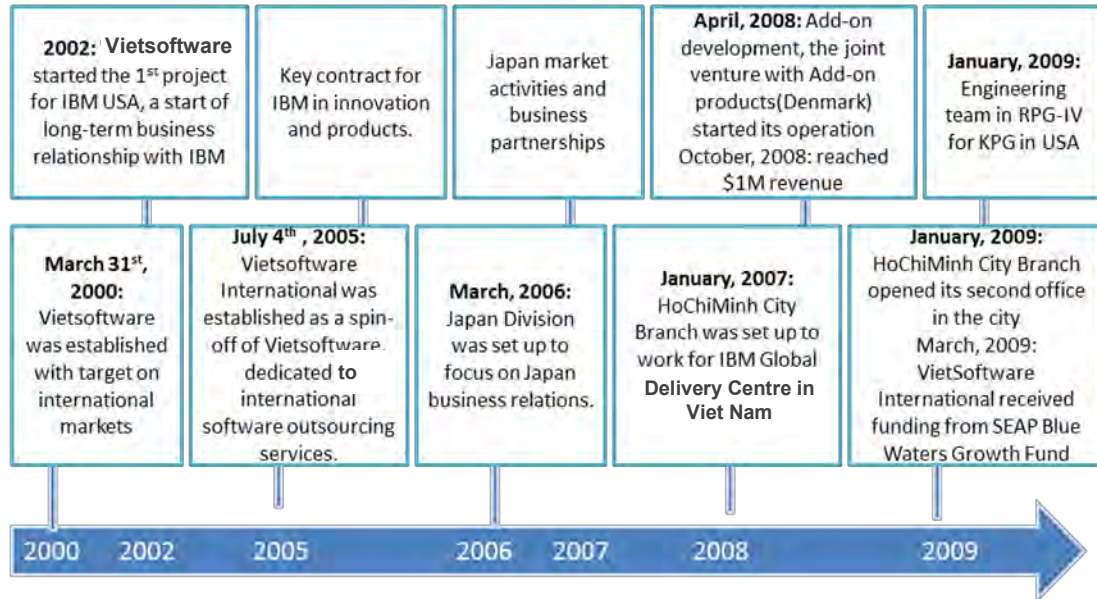 2002: Vietsoftware
started the 1st project
for IBM USA, a start of
long-term business
relationship with IBM
Key contract for
IBM in innovation
and products.
Japan market
activities and
business
partnerships
April, 2008: Add-on
development, the joint
venture with Add-on
products(Denmark)
started its operation
October, 2008: reached
$1M revenue
January, 2009:
Engineering
team in RPG-IV
for KPG in USA
March 31st,
2000:
Vietsoftware
was established
with target on
international
markets
July 4th , 2005:
Vietsoftware
International was
established as a spin-
off of Vietsoftware,
dedicated to
international
software outsourcing
services.
March, 2006:
Japan Division
was set up to
focus on Japan
business relations.
January, 2007:
HoChiMinh City
Branch was set up to
work for IBM Global
Delivery Centre in
Viet Nam
January, 2009:
HoChiMinh City Branch
opened its second office
in the city
March, 2009:
VietSoftware
International received
funding from SEAP Blue
Waters Growth Fund
2000 2002 2005 2006 2007 2008 2009